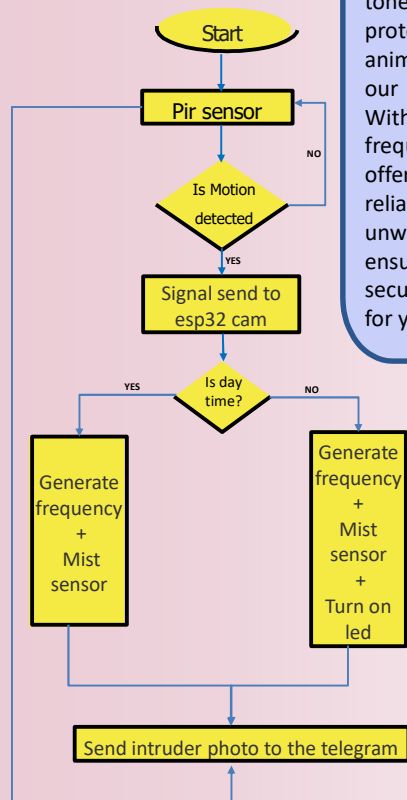 Start
Pir sensor
NO
Is Motion
detected
YES
Signal send to
esp32 cam
Is day
time?
YES
NO
Generate
frequency
+
Mist
sensor
Generate
frequency
+
Mist
sensor
+
Turn on
led
Send intruder photo to the telegram
our
With
for